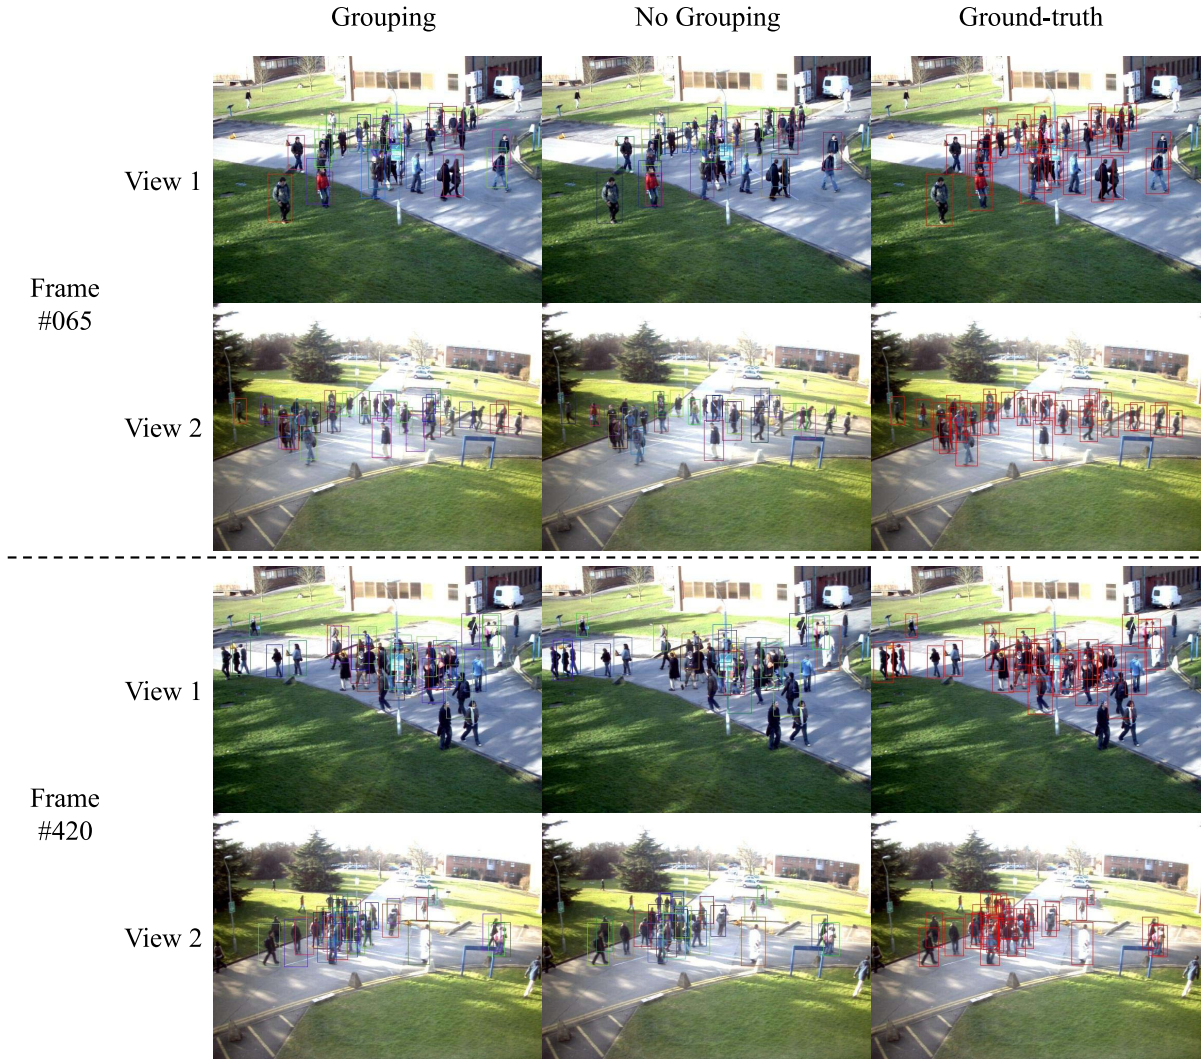 Grouping
No Grouping
Ground-truth
View 1
Frame
#065
View 2
View 1
Frame
#420
View 2